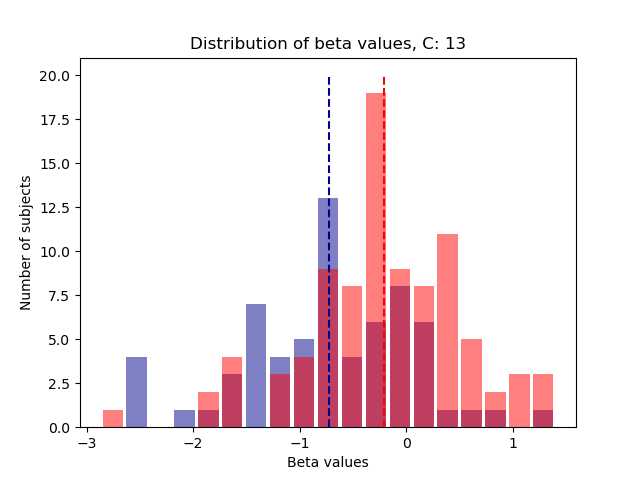 Distribution of beta values, C: 13
Number of subjects
20.0
17.5
15.0
12.5
10.0
7.5
5.0
2.5
0.0
−3 −2 −1 0 1
Beta values